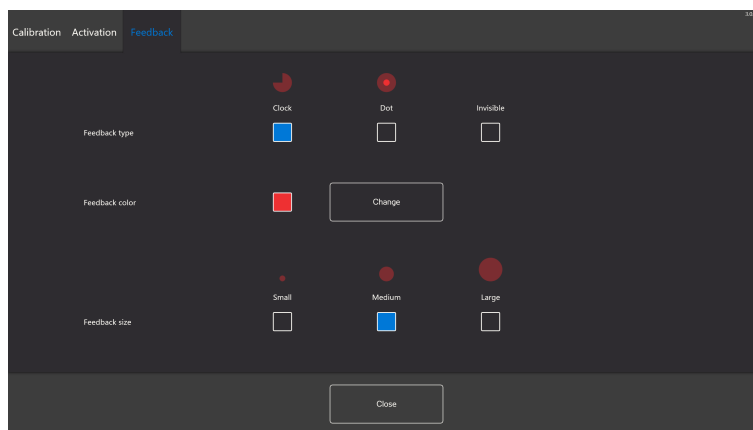 Calibration Activation Feedback
Clock Dot Invisible
Feedback type
Feedback color Change
Small Medium Large
Feedback size
Close